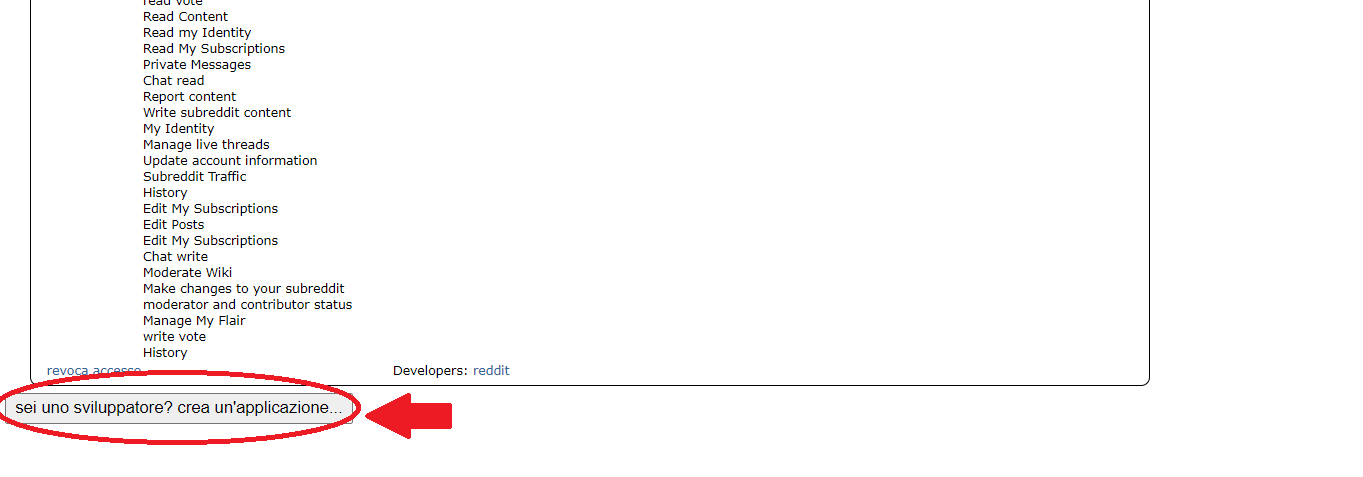 read vote
Read Content
Read my Identity
Read My Subscriptions
Private Messages
Chat read
Report content
Write subreddit content
My Identity
Manage live threads
Update account information
Subreddit Traffic
History
Edit My Subscriptions
Edit Posts
Edit My Subscriptions
Chat write
Moderate Wiki
Make changes to your subreddit
moderator and contributor status
Manage My Flair
write vote
History
revoca accesso Developers: reddit
sei uno sviluppatore? crea un'applicazione...